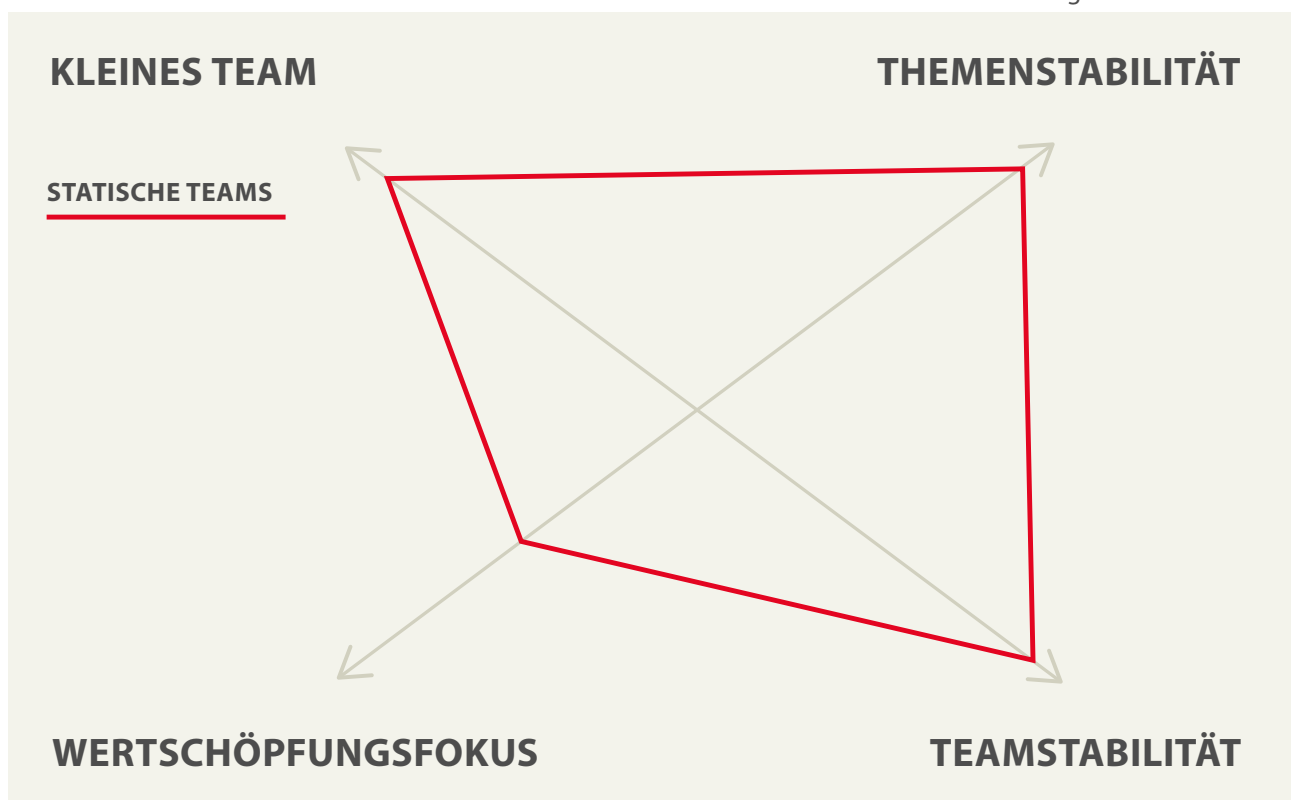 KLEINES TEAM
THEMENSTABILITÄT
STATISCHE TEAMS
WERTSCHÖPFUNGSFOKUS
TEAMSTABILITÄT